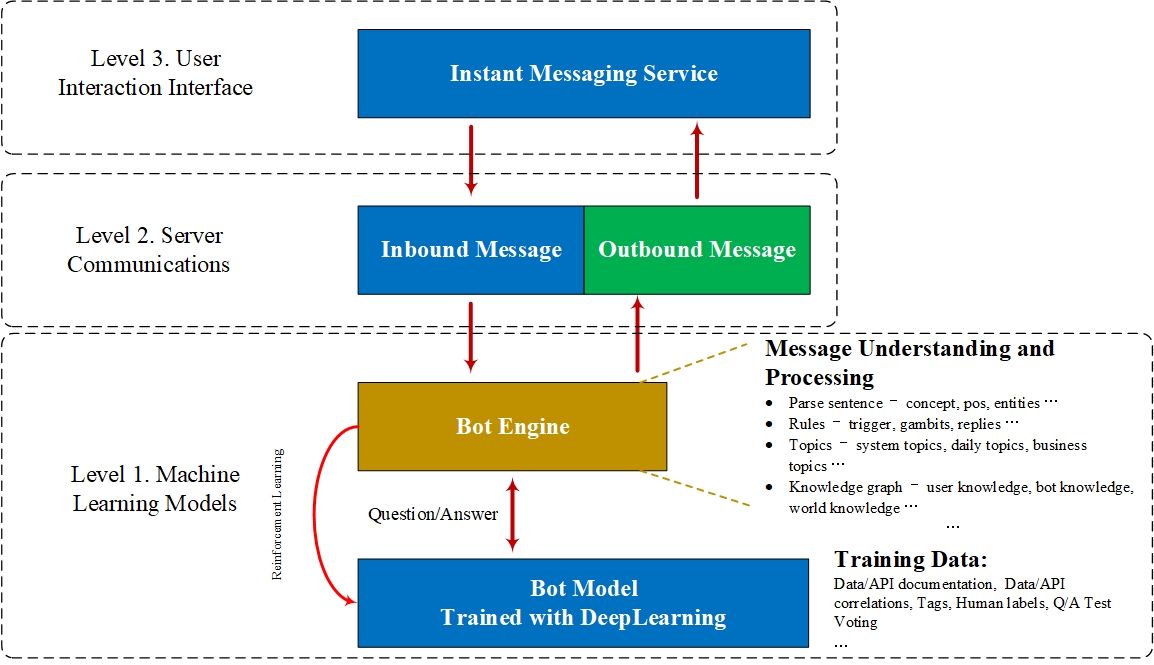 Level 3. User
Interaction Interface
Instant Messaging Service
Level 2. Server
Communications
Inbound Message
Outbound Message
Level 1. Machine
Learning Models
Bot Engine
Message Understanding and
Processing
• Parse sentence – concept, pos, entities ⋯
• Rules – trigger, gambits, replies ⋯
• Topics – system topics, daily topics, business
topics ⋯
• Knowledge graph – user knowledge, bot knowledge,
world knowledge ⋯
⋯
Reinforcement Learning
Question/Answer
Bot Model
Trained with DeepLearning
Training Data:
Data/API documentation, Data/API
correlations, Tags, Human labels, Q/A Test
Voting
...